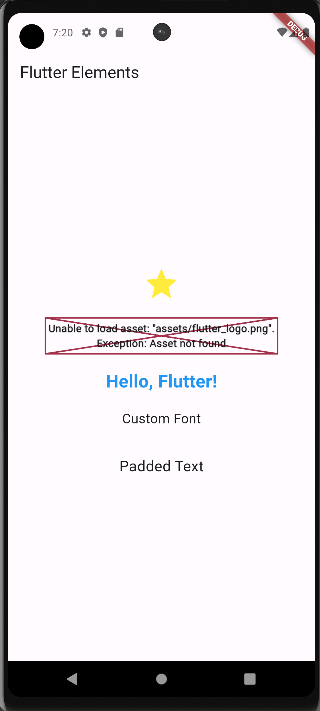 7:20
DEBUG
Flutter Elements
Unable to load asset: "assets/flutter_logo.png".
Exception: Asset not found.
Hello, Flutter!
Custom Font
Padded Text